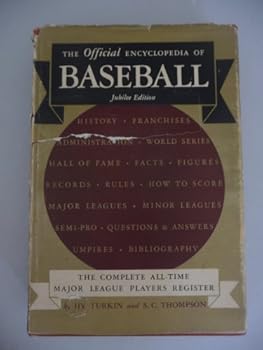 THE Official ENCYCLOPEDIA OF
BASEBALL
Jubilee Edition
HISTORY • FRANCHISES
ADMINISTRATION • WORLD SERIES
HALL OF FAME • FACTS • FIGURES
RECORDS • RULES • HOW TO SCORE
MAJOR LEAGUES • MINOR LEAGUES
SEMI-PRO • QUESTIONS & ANSWERS
UMPIRES • BIBLIOGRAPHY
THE COMPLETE ALL-TIME
MAJOR LEAGUE PLAYERS REGISTER
HY TURKIN and S. C. THOMPSON